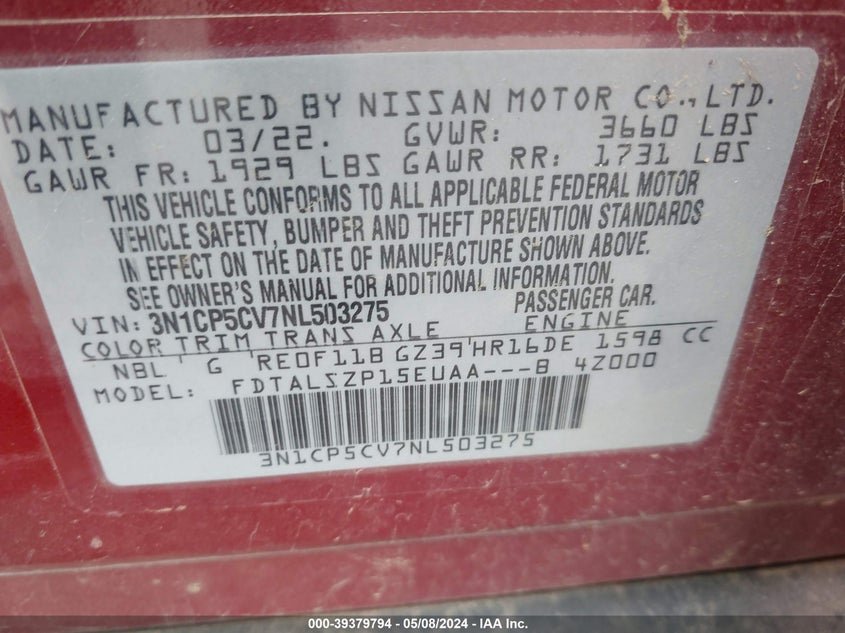 MANUFACTURED BY NISSAN MOTOR CO., LTD.
DATE: 03/22. GVWR: 3660 LBS
GAWR FR: 1929 LBS GAWR RR: 1731 LBS
THIS VEHICLE CONFORMS TO ALL APPLICABLE FEDERAL MOTOR
VEHICLE SAFETY, BUMPER AND THEFT PREVENTION STANDARDS
IN EFFECT ON THE DATE OF MANUFACTURE SHOWN ABOVE.
SEE OWNER'S MANUAL FOR ADDITIONAL INFORMATION.
VIN: 3N1CP5CV7NL503275 PASSENGER CAR.
COLOR TRIM TRANS AXLE ENGINE
NBL G RE0F11B GZ39 HR16DE 1598 CC
MODEL: FDTALSZP15EUAA---B 4Z000
3N1CP5CV7NL503275
000-39379794 - 05/08/2024 - IAA Inc.